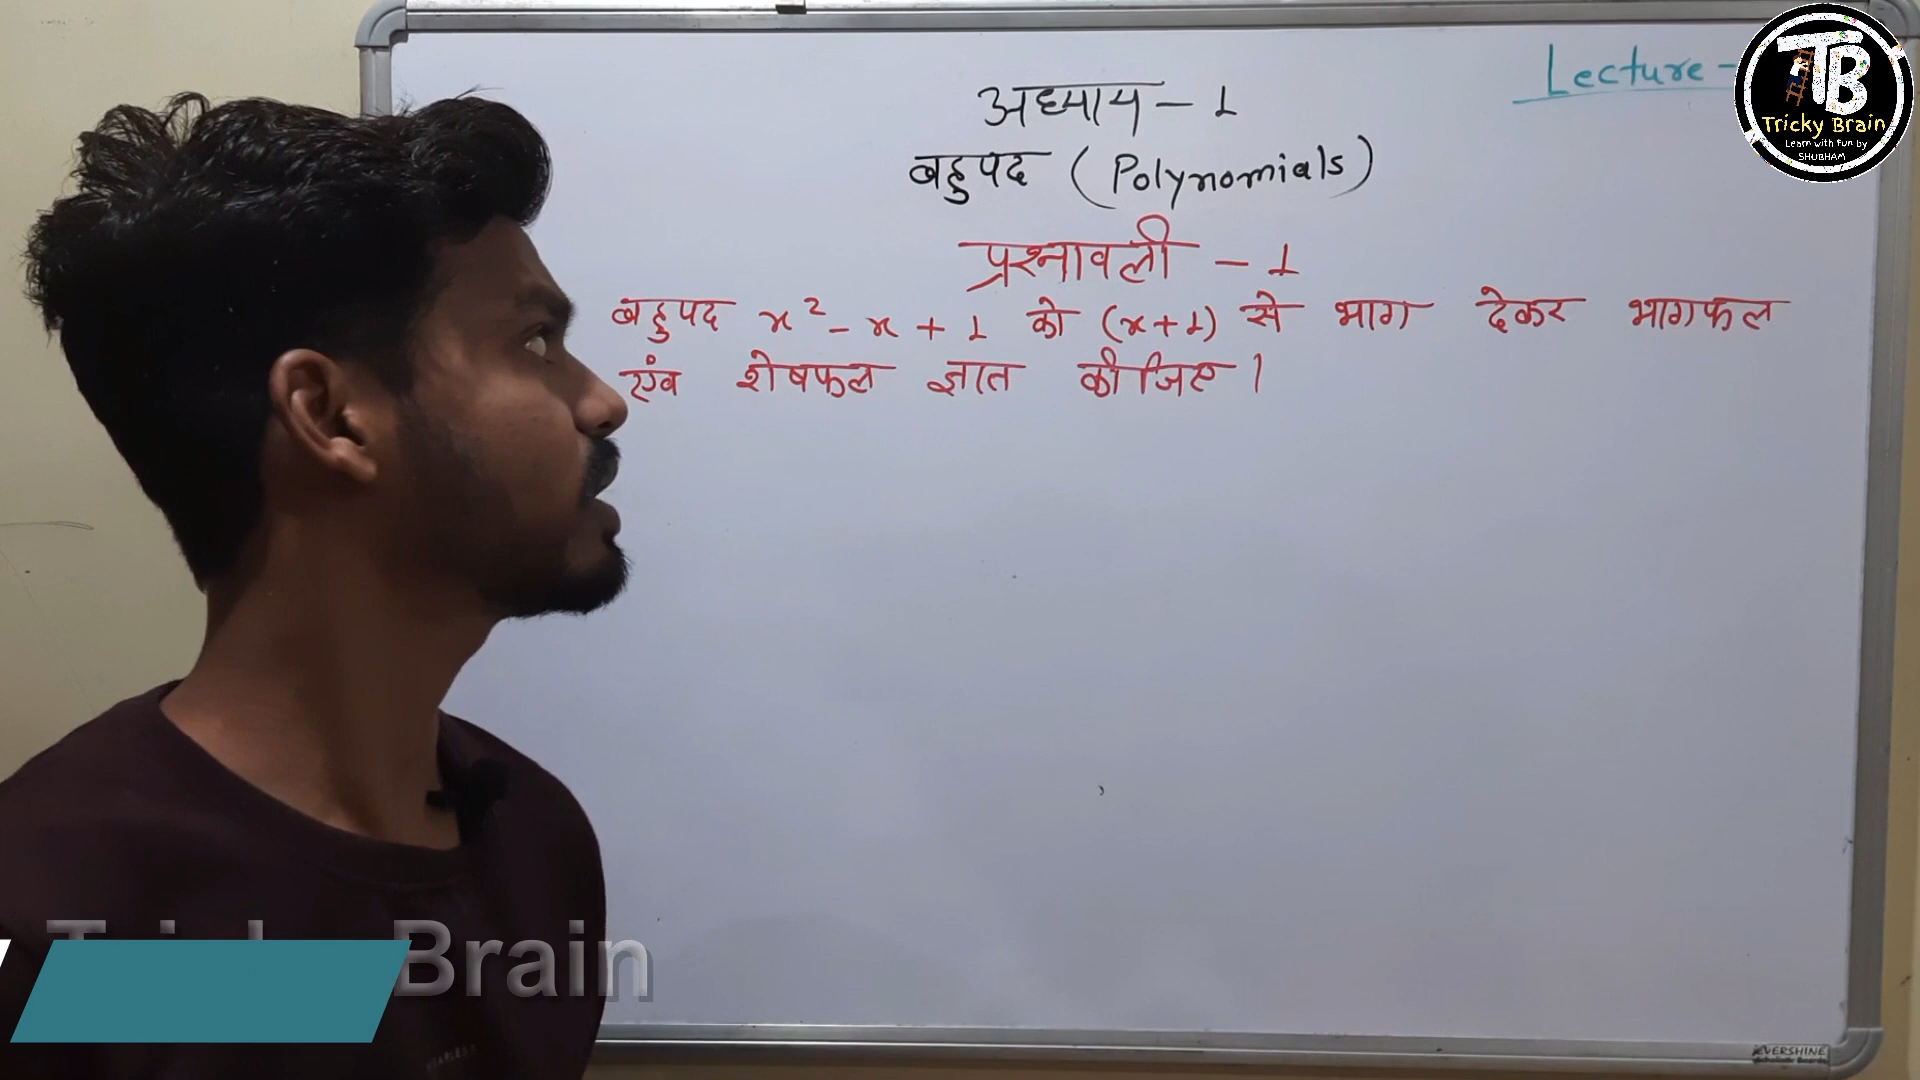 Lecture -
TB
Tricky Brain
Learn with Fun by
SHUBHAM
अध्याय - 1
बहुपद (Polynomials)
प्रश्नावली - 1
बहुपद x² - x + 1 को (x+1) से भाग देकर भागफल
एंव शेषफल ज्ञात कीजिए।
Brain
EVERSHINE